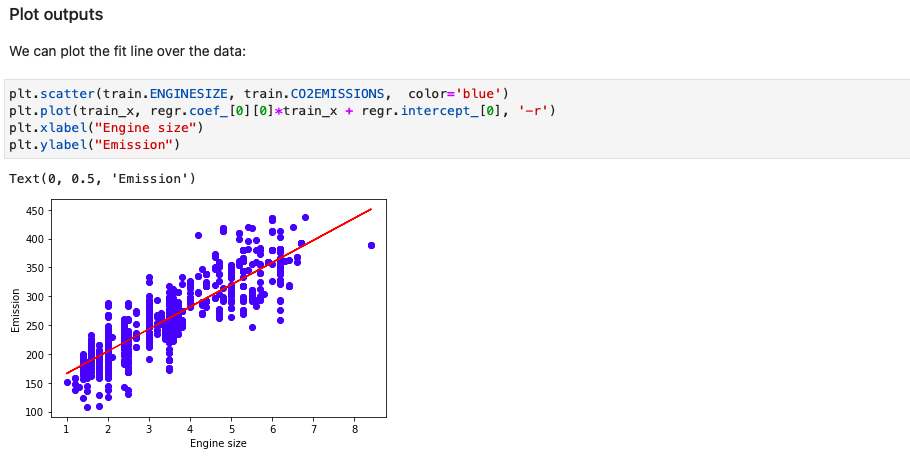 Plot outputs
We can plot the fit line over the data:
plt.scatter(train.ENGINESIZE, train.CO2EMISSIONS,  color='blue')
plt.plot(train_x, regr.coef_[0][0]*train_x + regr.intercept_[0], '-r')
plt.xlabel("Engine size")
plt.ylabel("Emission")
Text(0, 0.5, 'Emission')
450
400
350
300
250
200
150
100
Emission
1 2 3 4 5 6 7 8
Engine size